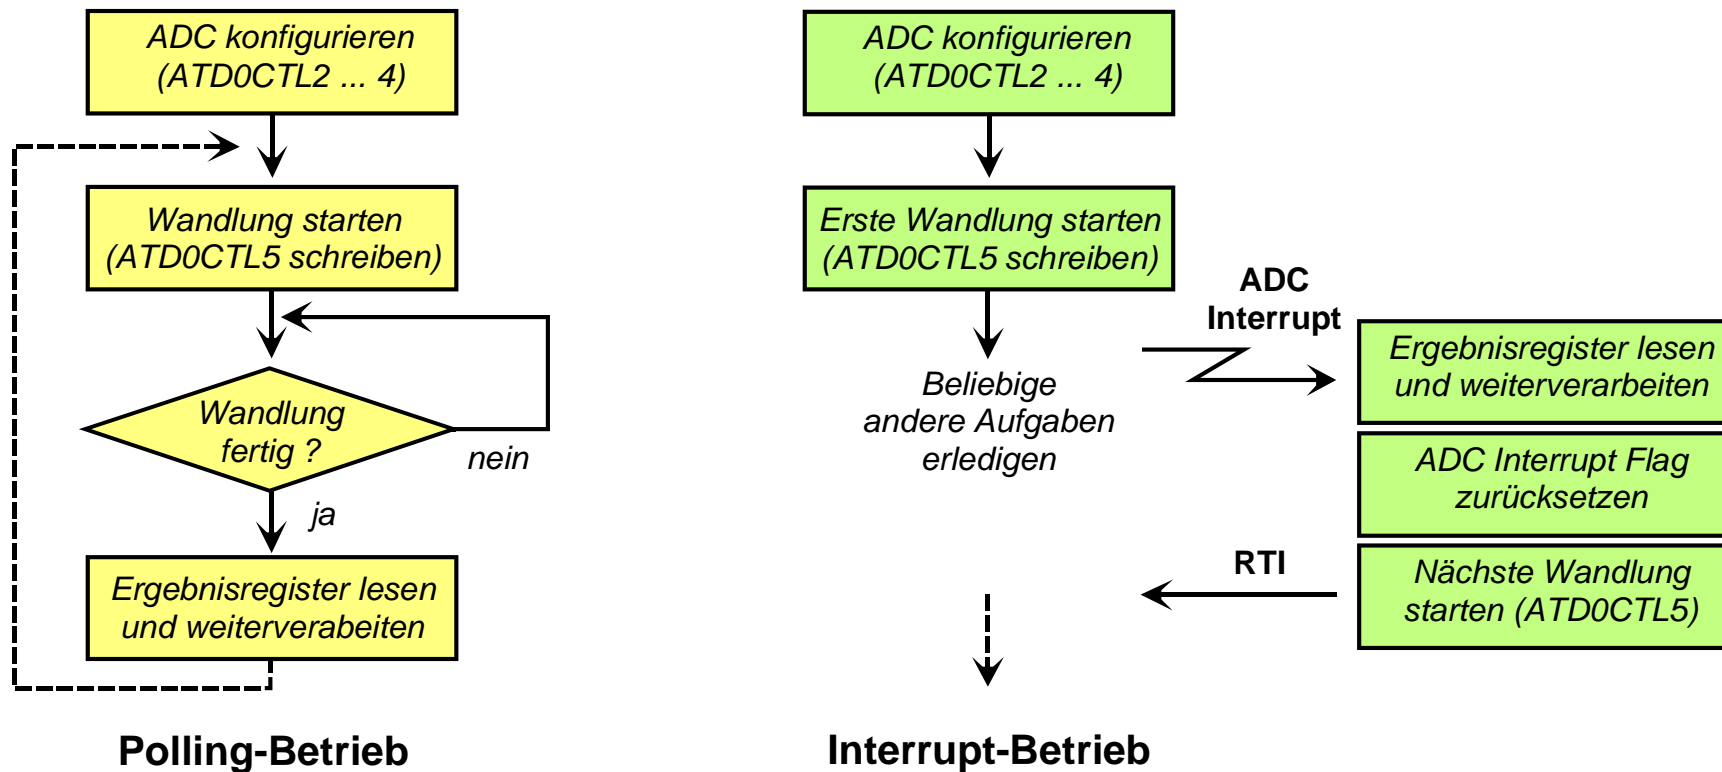 ADC konfigurieren
(ATD0CTL2 ... 4)
Wandlung starten
(ATD0CTL5 schreiben)
Wandlung
fertig ?
nein
ja
Ergebnisregister lesen
und weiterverabeiten
Polling-Betrieb
ADC konfigurieren
(ATD0CTL2 ... 4)
Erste Wandlung starten
(ATD0CTL5 schreiben)
Beliebige
andere Aufgaben
erledigen
ADC
Interrupt
Ergebnisregister lesen
und weiterverarbeiten
ADC Interrupt Flag
zurücksetzen
Nächste Wandlung
starten (ATD0CTL5)
RTI
Interrupt-Betrieb